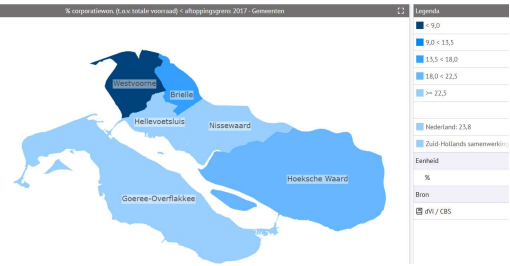 % corporatiewon. (t.o.v. totale voorraad) < aftoppingsgrens 2017 - Gemeenten
Legenda
< 9,0
9,0 < 13,5
13,5 < 18,0
18,0 < 22,5
>= 22,5
Nederland: 23,8
Zuid-Hollands samenwerking
Eenheid
%
Bron
dVi / CBS
Westvoorne
Brielle
Hellevoetsluis
Nissewaard
Hoeksche Waard
Goeree-Overflakkee